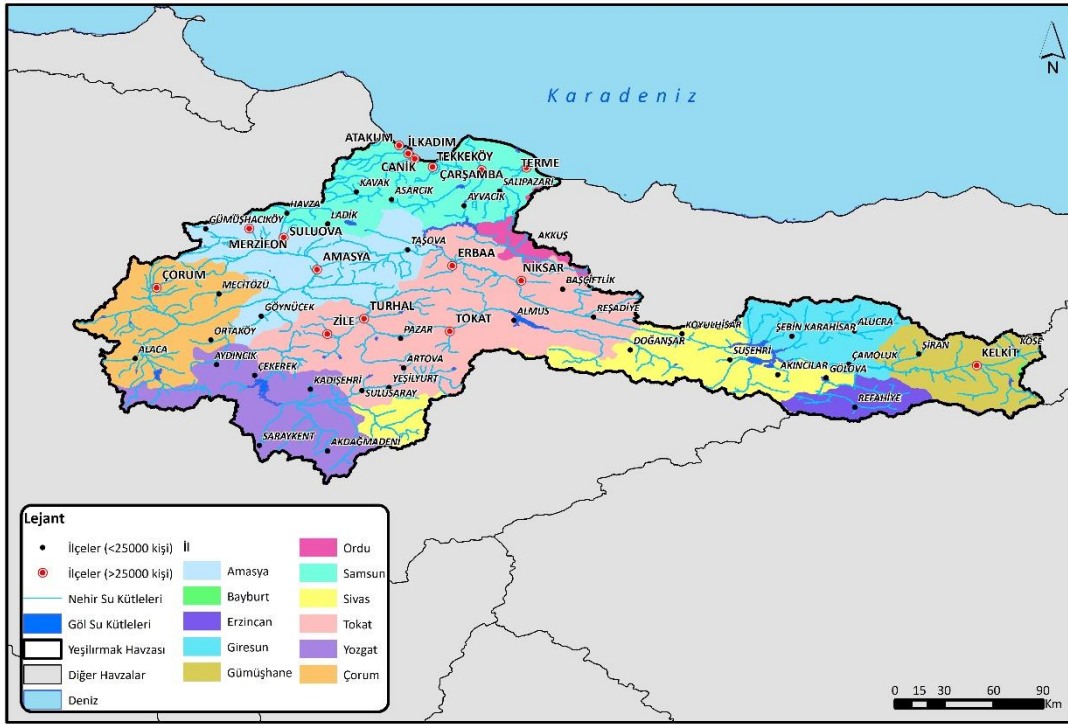 Karadeniz
N
ATAKUM
İLKADIM
CANİK
TEKKEKÖY
ÇARŞAMBA
TERME
KAVAK
ASARCIK
SALIPAZARI
AYVACIK
HAVZA
LADİK
GÜMÜŞHACIKÖY
MERZİFON
SULUOVA
TAŞOVA
AKKUŞ
AMASYA
ERBAA
NİKSAR
BAŞÇİFTLİK
ÇORUM
MECİTÖZÜ
GÖYNÜCEK
TURHAL
ZİLE
PAZAR
TOKAT
ALMUS
REŞADİYE
ORTAKÖY
ALACA
AYDINCIK
ÇEKEREK
KADIŞEHRİ
ARTOVA
YEŞİLYURT
SULUSARAY
SARAYKENT
AKDAĞMADENİ
DOĞANŞAR
KOYULHİSAR
SUŞEHRİ
ŞEBİN KARAHİSAR
ALUCRA
ÇAMOLUK
AKINCILAR
GÖLOVA
REFAHİYE
ŞİRAN
KELKİT
KÖSE
Lejant
İlçeler (<25000 kişi)
İlçeler (>25000 kişi)
Nehir Su Kütleleri
Göl Su Kütleleri
Yeşilırmak Havzası
Diğer Havzalar
Deniz
İl
Amasya
Bayburt
Erzincan
Giresun
Gümüşhane
Ordu
Samsun
Sivas
Tokat
Yozgat
Çorum
0 15 30 60 90
Km